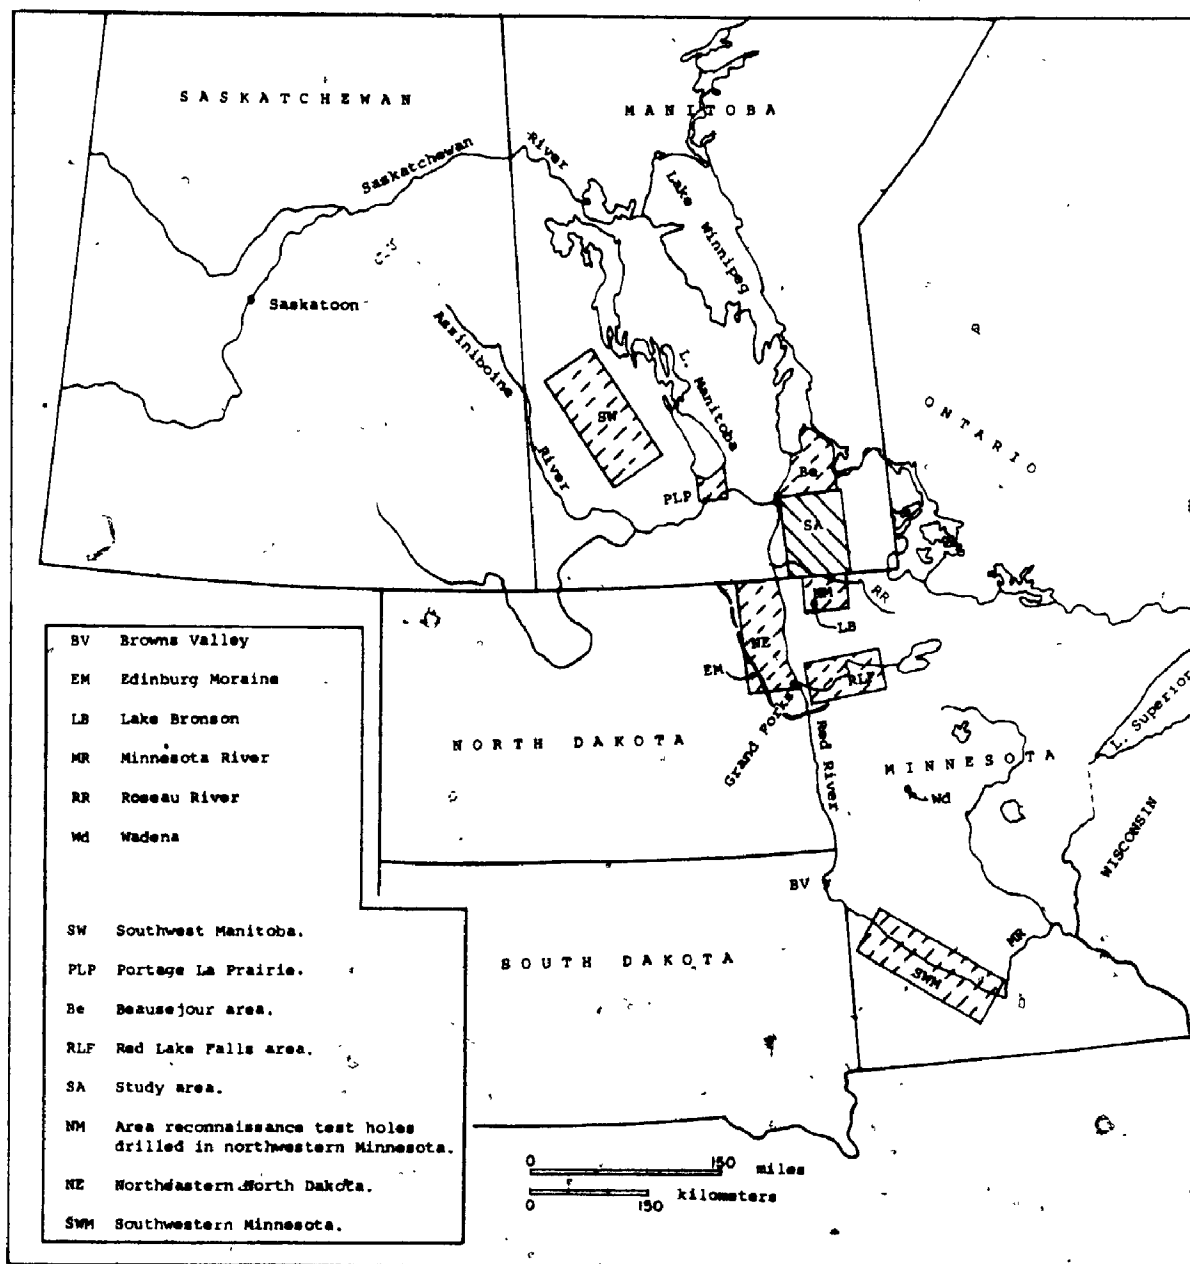 SASKATCHEWAN
MANITOBA
River
Saskatchewan
Lake Winnipeg
Saskatoon
Assiniboine
River
L. Manitoba
ONTARIO
SW
Be
PLP
SA
RR
NM
LB
NE
EM
RLF
Grand Forks
Red River
NORTH DAKOTA
MINNESOTA
L. Superior
Wd
WISCONSIN
BV
SOUTH DAKOTA
MR
SWM
BV Browns Valley
EM Edinburg Moraine
LB Lake Bronson
MR Minnesota River
RR Roseau River
Wd Wadena
SW Southwest Manitoba.
PLP Portage La Prairie.
Be Beausejour area.
RLF Red Lake Falls area.
SA Study area.
NM Area reconnaissance test holes
drilled in northwestern Minnesota.
NE Northeastern North Dakota.
SWM Southwestern Minnesota.
0 150 miles
0 150 kilometers